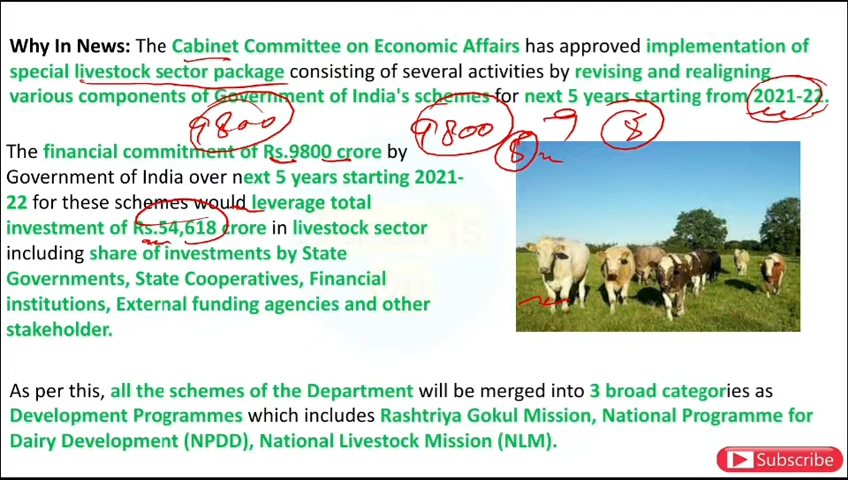 Why In News: The Cabinet Committee on Economic Affairs has approved implementation of
special livestock sector package consisting of several activities by revising and realigning
various components of Government of India's schemes for next 5 years starting from 2021-22.
9800
9800
8
8
The financial commitment of Rs.9800 crore by
Government of India over next 5 years starting 2021-
22 for these schemes would leverage total
investment of Rs.54,618 crore in livestock sector
including share of investments by State
Governments, State Cooperatives, Financial
institutions, External funding agencies and other
stakeholder.
As per this, all the schemes of the Department will be merged into 3 broad categories as
Development Programmes which includes Rashtriya Gokul Mission, National Programme for
Dairy Development (NPDD), National Livestock Mission (NLM).
Subscribe